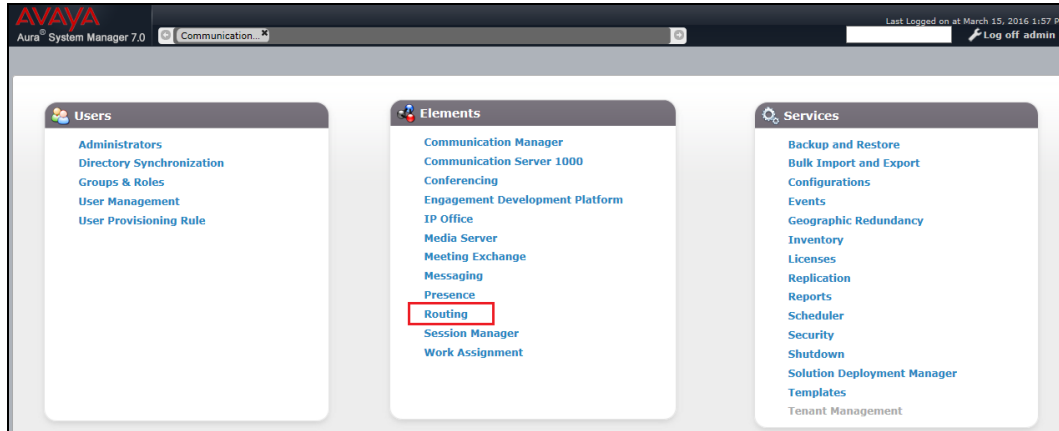 AVAYA
Aura® System Manager 7.0
Communication...
Last Logged on at March 15, 2016 1:57 P
Log off admin
Users
Administrators
Directory Synchronization
Groups & Roles
User Management
User Provisioning Rule
Elements
Communication Manager
Communication Server 1000
Conferencing
Engagement Development Platform
IP Office
Media Server
Meeting Exchange
Messaging
Presence
Routing
Session Manager
Work Assignment
Services
Backup and Restore
Bulk Import and Export
Configurations
Events
Geographic Redundancy
Inventory
Licenses
Replication
Reports
Scheduler
Security
Shutdown
Solution Deployment Manager
Templates
Tenant Management